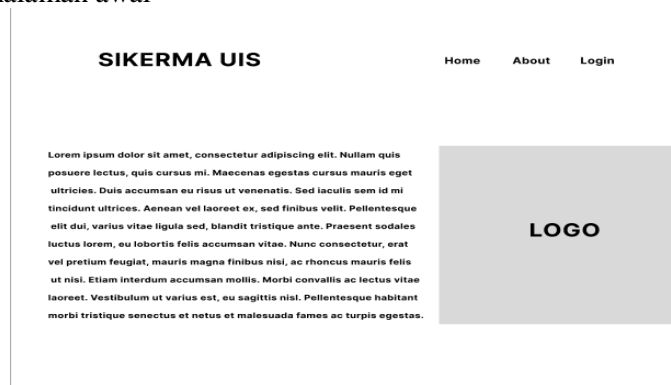 halaman awal
SIKERMA UIS
Home About Login
Lorem ipsum dolor sit amet, consectetur adipiscing elit. Nullam quis
posuere lectus, quis cursus mi. Maecenas egestas cursus mauris eget
ultricies. Duis accumsan eu risus ut venenatis. Sed iaculis sem id mi
tincidunt ultrices. Aenean vel laoreet ex, sed finibus velit. Pellentesque
elit dui, varius vitae ligula sed, blandit tristique ante. Praesent sodales
luctus lorem, eu lobortis felis accumsan vitae. Nunc consectetur, erat
vel pretium feugiat, mauris magna finibus nisi, ac rhoncus mauris felis
ut nisi. Etiam interdum accumsan mollis. Morbi convallis ac lectus vitae
laoreet. Vestibulum ut varius est, eu sagittis nisl. Pellentesque habitant
morbi tristique senectus et netus et malesuada fames ac turpis egestas.
LOGO